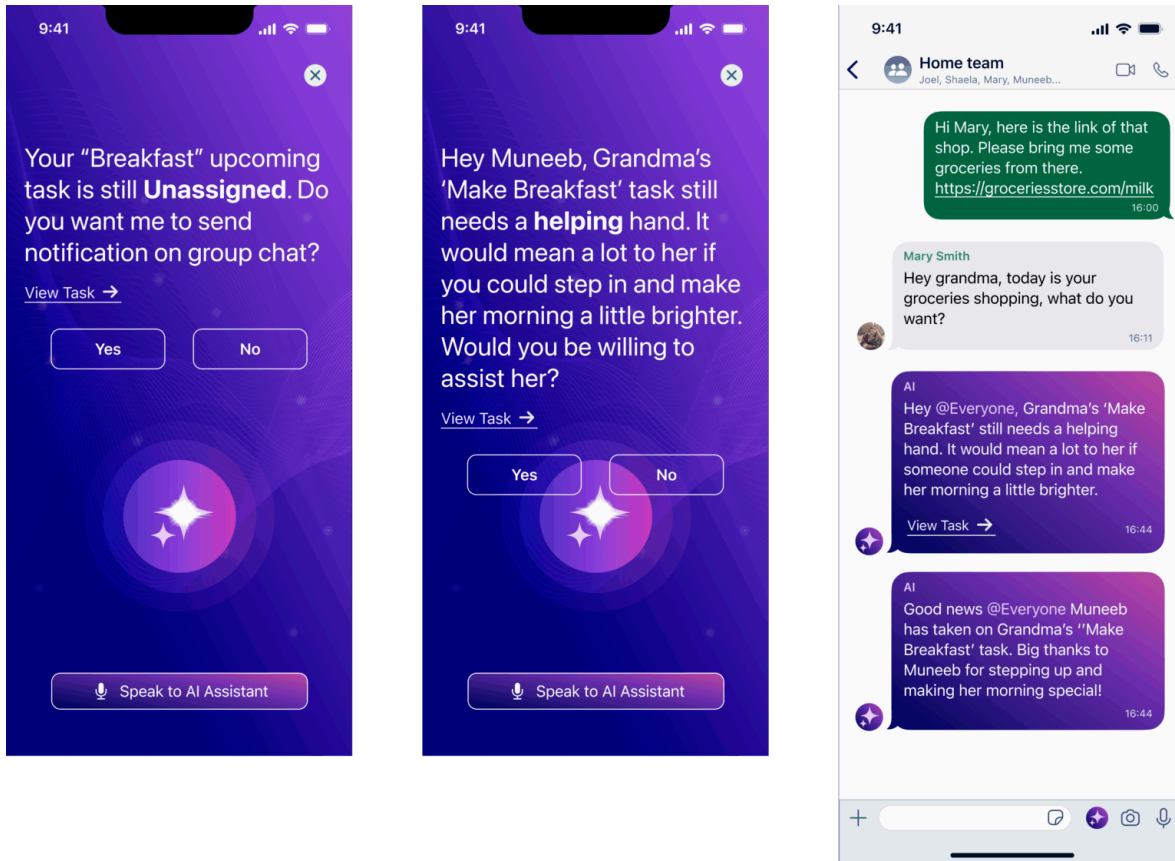 9:41
Your “Breakfast” upcoming
task is still Unassigned. Do
you want me to send
notification on group chat?
View Task →
Yes
No
Speak to AI Assistant
9:41
Hey Muneeb, Grandma’s
‘Make Breakfast’ task still
needs a helping hand. It
would mean a lot to her if
you could step in and make
her morning a little brighter.
Would you be willing to
assist her?
View Task →
Yes
No
Speak to AI Assistant
9:41
Home team
Joel, Shaela, Mary, Muneeb...
Hi Mary, here is the link of that
shop. Please bring me some
groceries from there.
https://groceriesstore.com/milk
16:00
Mary Smith
Hey grandma, today is your
groceries shopping, what do you
want?
16:11
AI
Hey @Everyone, Grandma’s ‘Make
Breakfast’ still needs a helping
hand. It would mean a lot to her if
someone could step in and make
her morning a little brighter.
View Task →
16:44
AI
Good news @Everyone Muneeb
has taken on Grandma’s ‘’Make
Breakfast’ task. Big thanks to
Muneeb for stepping up and
making her morning special!
16:44